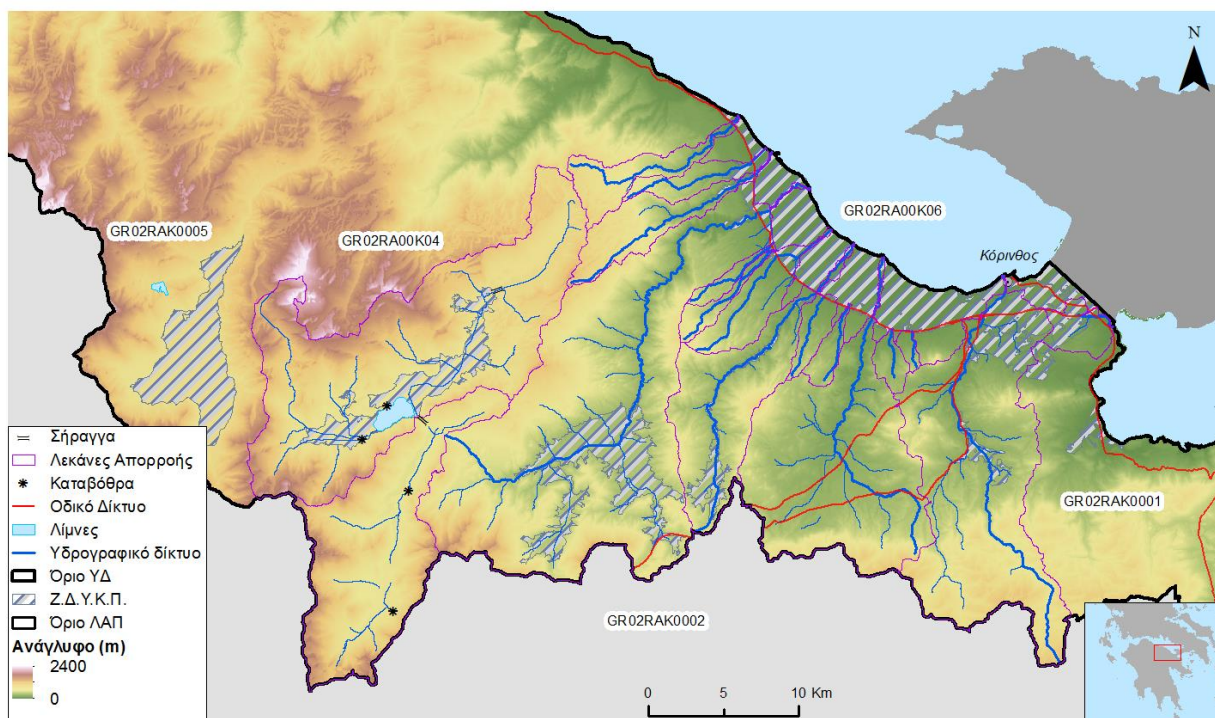 N
GR02RAK0005
GR02RA00K04
GR02RA00K06
Κόρινθος
GR02RAK0001
GR02RAK0002
Σήραγγα
Λεκάνες Απορροής
Καταβόθρα
Οδικό Δίκτυο
Λίμνες
Υδρογραφικό δίκτυο
Όριο ΥΔ
Ζ.Δ.Υ.Κ.Π.
Όριο ΛΑΠ
Ανάγλυφο (m)
2400
0
0 5 10 Km